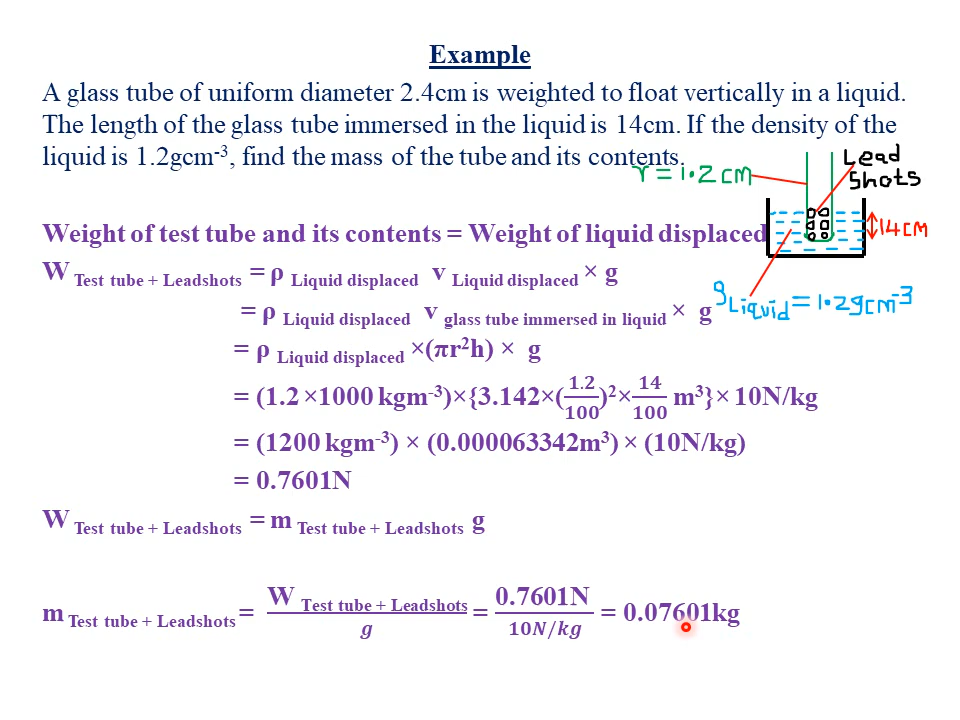 Example
A glass tube of uniform diameter 2.4cm is weighted to float vertically in a liquid.
The length of the glass tube immersed in the liquid is 14cm. If the density of the
liquid is 1.2gcm⁻³, find the mass of the tube and its contents.
r = 1.2cm
Lead
shots
14cm
Weight of test tube and its contents = Weight of liquid displaced
W Test tube + Leadshots = ρ Liquid displaced v Liquid displaced × g
= ρ Liquid displaced v glass tube immersed in liquid × g
ρLiquid = 1.2gcm⁻³
= ρ Liquid displaced ×(πr²h) × g
= (1.2 ×1000 kgm⁻³)×{3.142×(1.2/100)²×14/100 m³}× 10N/kg
= (1200 kgm⁻³) × (0.000063342m³) × (10N/kg)
= 0.7601N
W Test tube + Leadshots = m Test tube + Leadshots g
m Test tube + Leadshots = W Test tube + Leadshots/g = 0.7601N/10N/kg = 0.07601kg